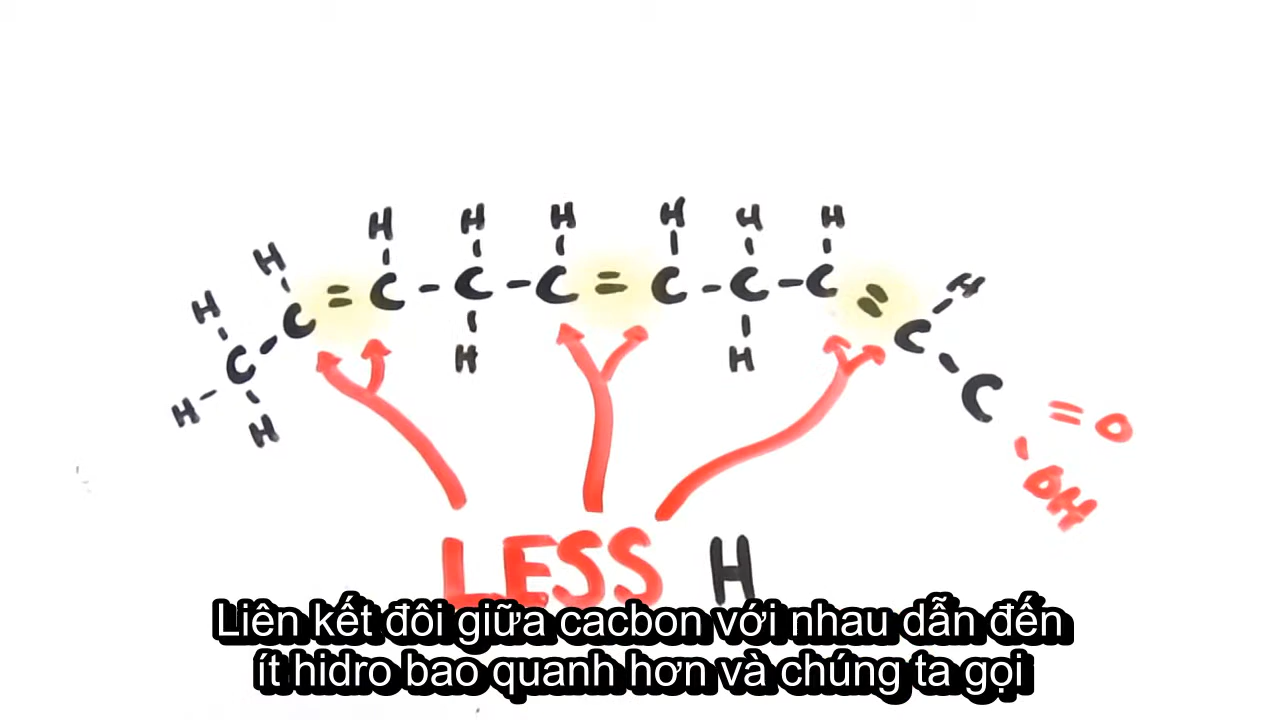 H H H H H H
H H
H C = C - C - C = C - C - C = C
H - C H H C = O
H - OH
LESS H
Liên kết đôi giữa cacbon với nhau dẫn đến
ít hidro bao quanh hơn và chúng ta gọi